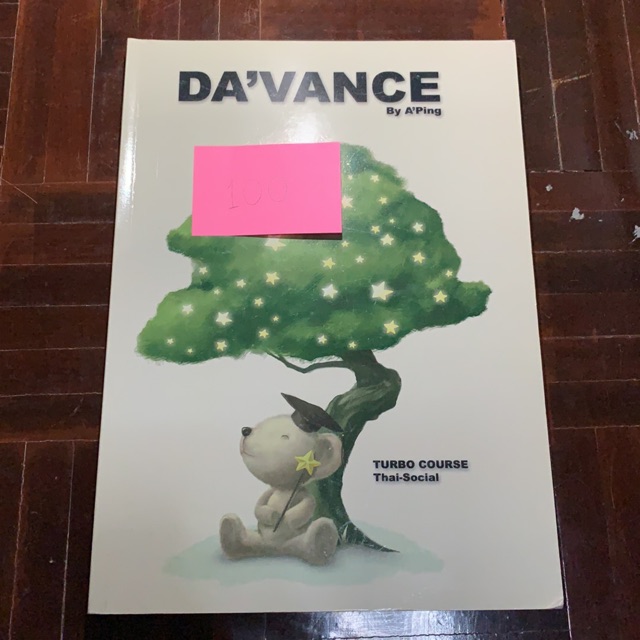 DA'VANCE
By A'Ping
TURBO COURSE
Thai-Social